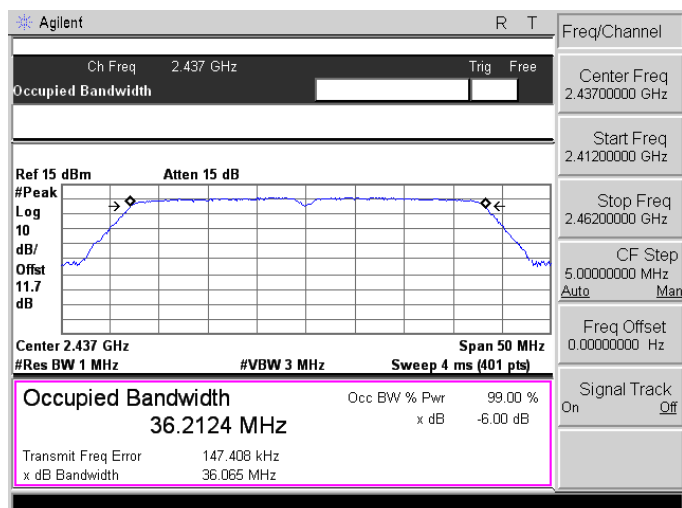 Agilent R T
Ch Freq 2.437 GHz Trig Free
Occupied Bandwidth
Ref 15 dBm Atten 15 dB
#Peak
Log
10
dB/
Offst
11.7
dB
Center 2.437 GHz Span 50 MHz
#Res BW 1 MHz #VBW 3 MHz Sweep 4 ms (401 pts)
Occupied Bandwidth Occ BW % Pwr 99.00 %
36.2124 MHz x dB -6.00 dB
Transmit Freq Error 147.408 kHz
x dB Bandwidth 36.065 MHz
Freq/Channel
Center Freq
2.43700000 GHz
Start Freq
2.41200000 GHz
Stop Freq
2.46200000 GHz
CF Step
5.00000000 MHz
Auto Man
Freq Offset
0.00000000 Hz
Signal Track
On Off